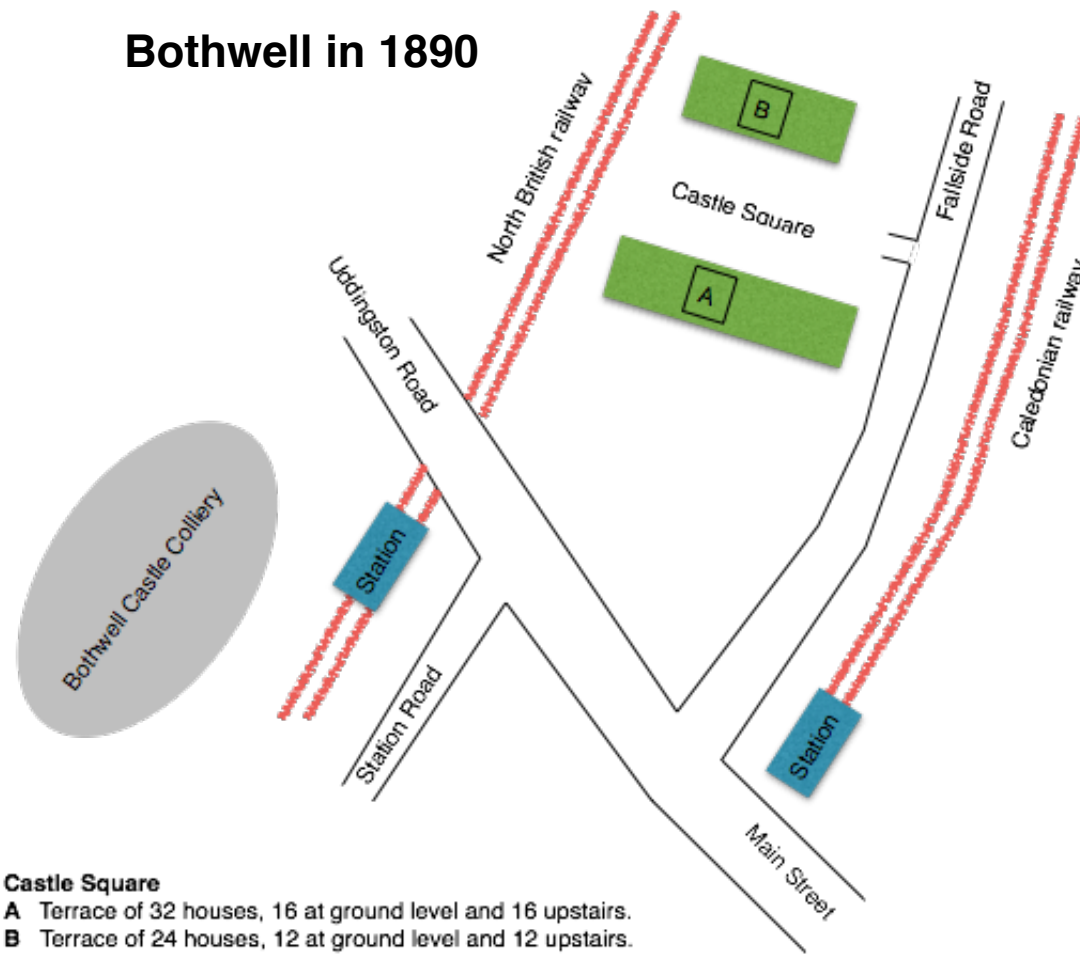 Bothwell in 1890
North British railway
B
Fallside Road
Castle Square
A
Uddingston Road
Caledonian railway
Bothwell Castle Colliery
Station
Station Road
Station
Main Street
Castle Square
A Terrace of 32 houses, 16 at ground level and 16 upstairs.
B Terrace of 24 houses, 12 at ground level and 12 upstairs.